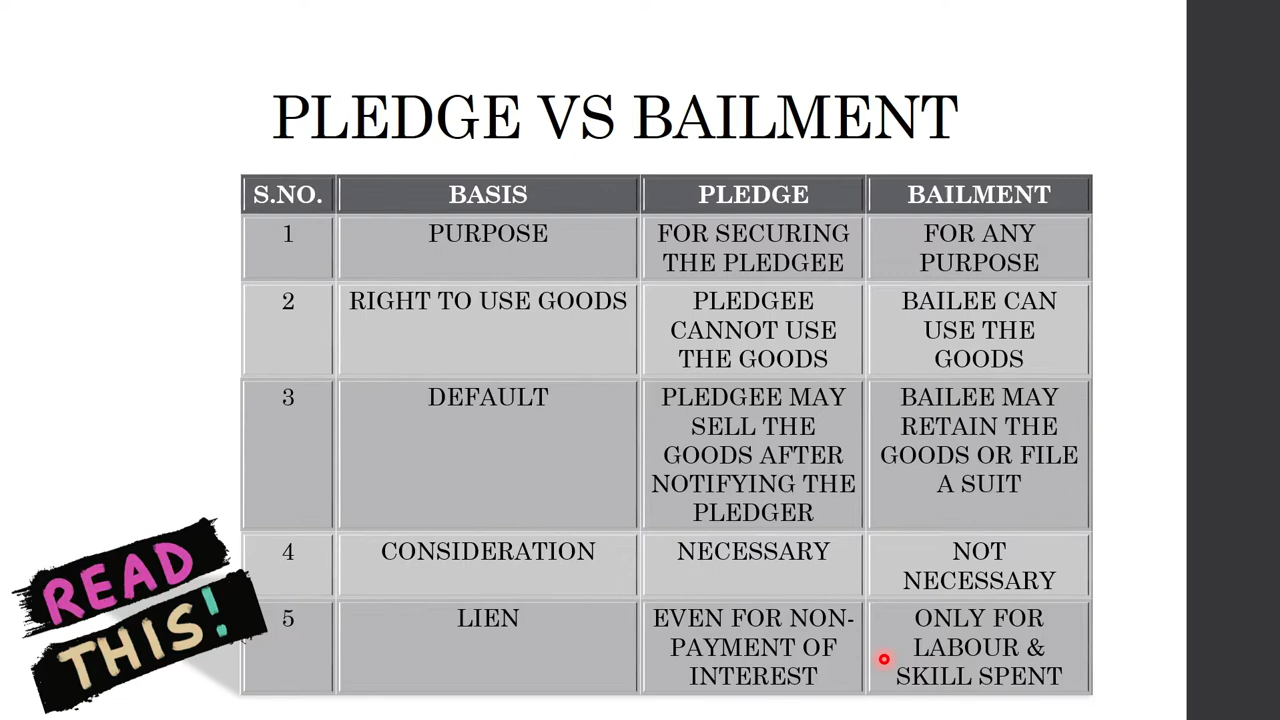 PLEDGE VS BAILMENT
S.NO. BASIS PLEDGE BAILMENT
1 PURPOSE FOR SECURING THE PLEDGEE FOR ANY PURPOSE
2 RIGHT TO USE GOODS PLEDGEE CANNOT USE THE GOODS BAILEE CAN USE THE GOODS
3 DEFAULT PLEDGEE MAY SELL THE GOODS AFTER NOTIFYING THE PLEDGER BAILEE MAY RETAIN THE GOODS OR FILE A SUIT
4 CONSIDERATION NECESSARY NOT NECESSARY
5 LIEN EVEN FOR NON-PAYMENT OF INTEREST ONLY FOR LABOUR & SKILL SPENT
READ
THIS!